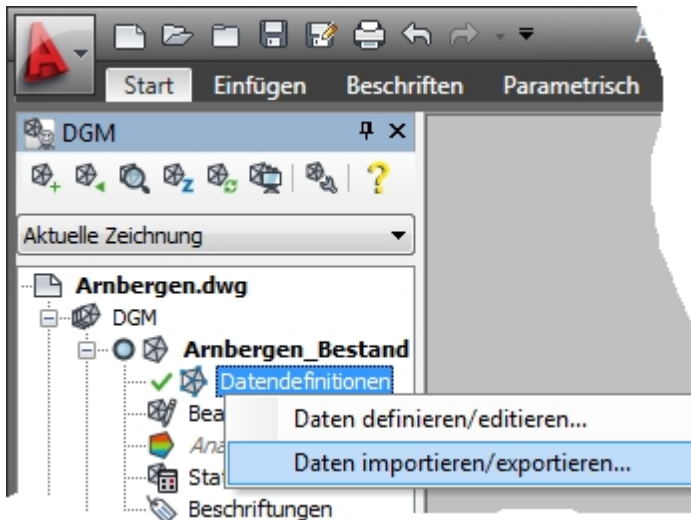 A
Start Einfügen Beschriften Parametrisch
DGM
Aktuelle Zeichnung
Arnbergen.dwg
DGM
Arnbergen_Bestand
Datendefinitionen
Daten definieren/editieren...
Daten importieren/exportieren...
Beschriftungen